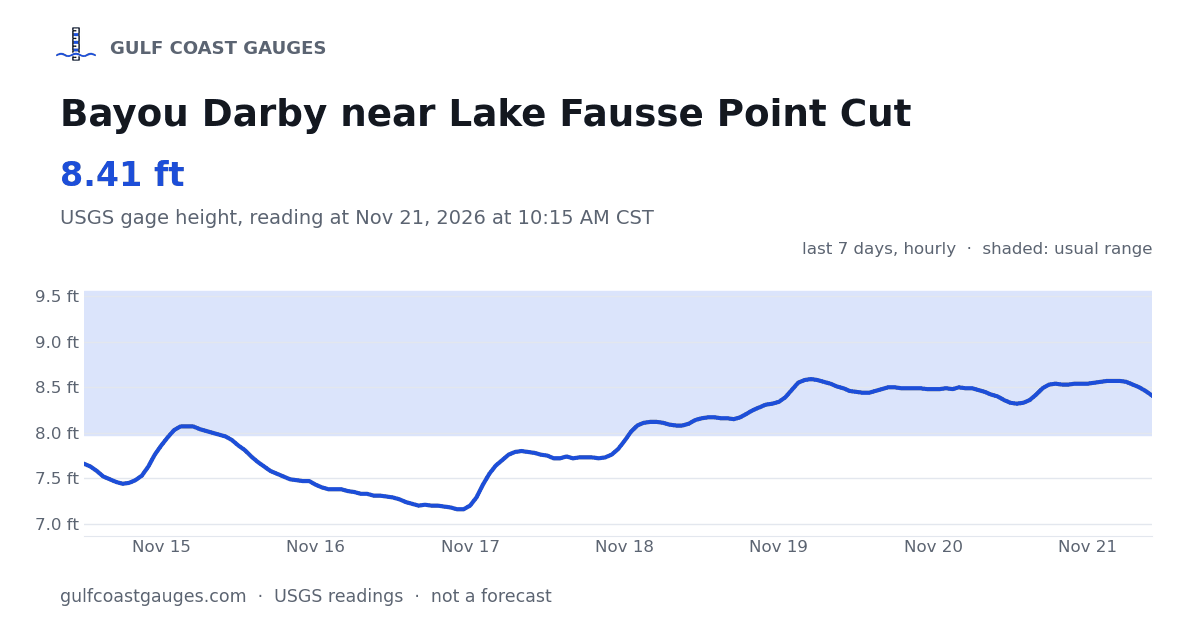 GULF COAST GAUGES
Bayou Darby near Lake Fausse Point Cut
8.41 ft
USGS gage height, reading at Nov 21, 2026 at 10:15 AM CST
last 7 days, hourly · shaded: usual range
9.5 ft
9.0 ft
8.5 ft
8.0 ft
7.5 ft
7.0 ft
Nov 15 Nov 16 Nov 17 Nov 18 Nov 19 Nov 20 Nov 21
gulfcoastgauges.com · USGS readings · not a forecast